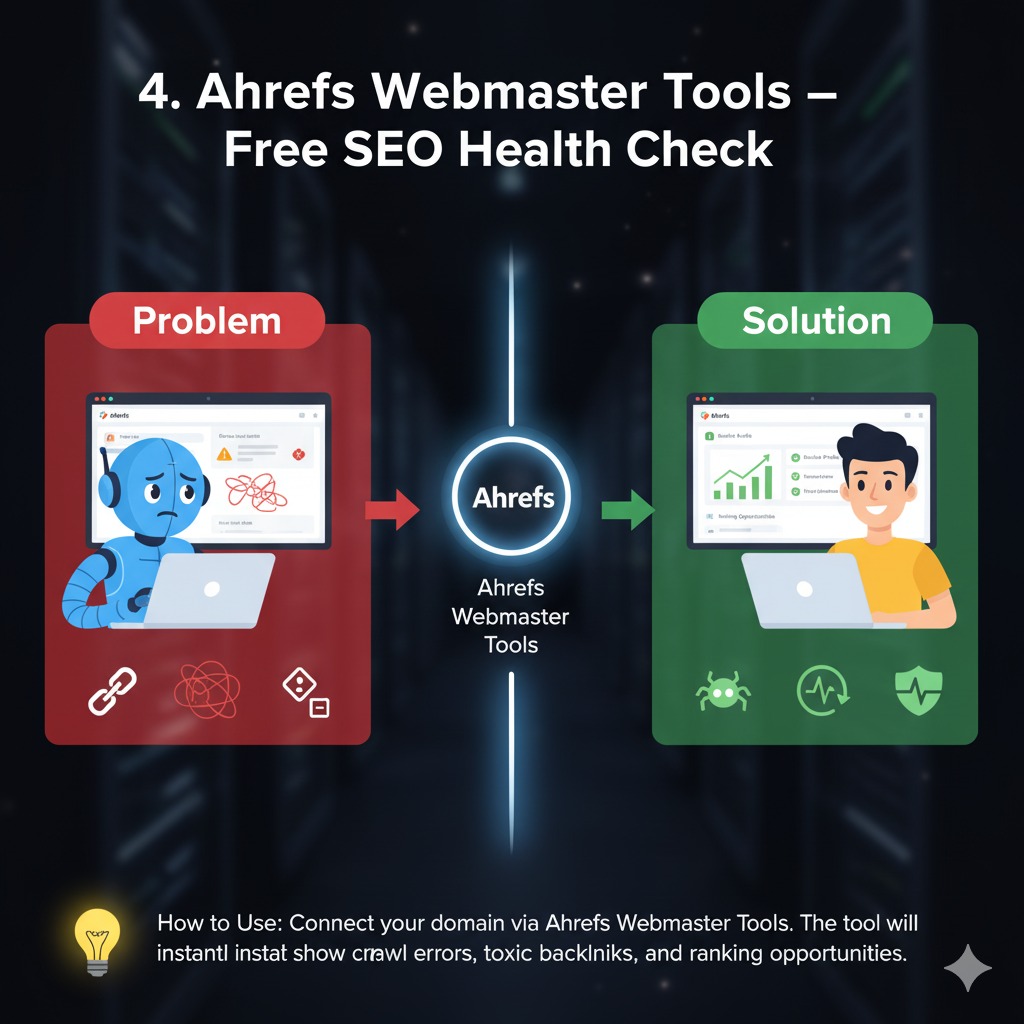 4. Ahrefs Webmaster Tools –
Free SEO Health Check
Problem
Solution
Ahrefs
Ahrefs
Webmaster
Tools
How to Use: Connect your domain via Ahrefs Webmaster Tools. The tool will
instantl instat show crawl errors, toxic backlniks, and ranking opportunities.